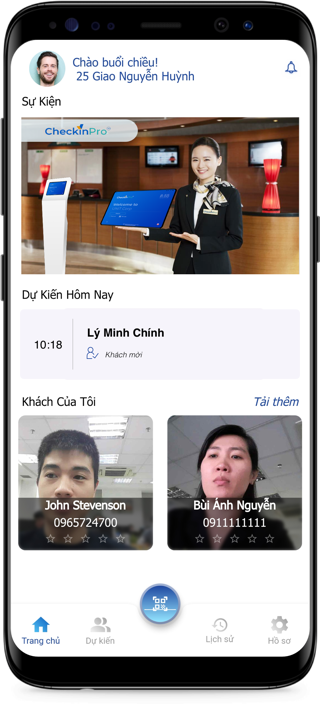 Chào buổi chiều!
25 Giao Nguyễn Huỳnh
Sự Kiện
CheckinPro
Dự Kiến Hôm Nay
10:18
Lý Minh Chính
Khách mới
Khách Của Tôi
Tải thêm
John Stevenson
0965724700
Bùi Ánh Nguyễn
0911111111
Trang chủ
Dự kiến
Lịch sử
Hồ sơ